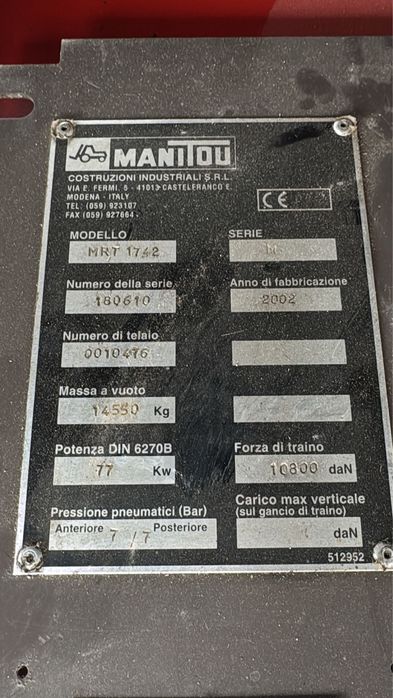 MANITOU
COSTRUZIONI INDUSTRIALI S.R.L.
VIA E. FERMI, 5 - 41013 CASTELFRANCO E.
MODENA - ITALY
TEL: (059) 923107
FAX (059) 927664
CE
MODELLO SERIE
MRT 1742 M
Numero della serie Anno di fabbricazione
180610 2002
Numero di telaio
0010476
Massa a vuoto
14550 Kg
Potenza DIN 6270B Forza di traino
77 Kw 10800 daN
Pressione pneumatici (Bar) Carico max verticale
(sul gancio di traino)
Anteriore 7 / 7 Posteriore daN
512952